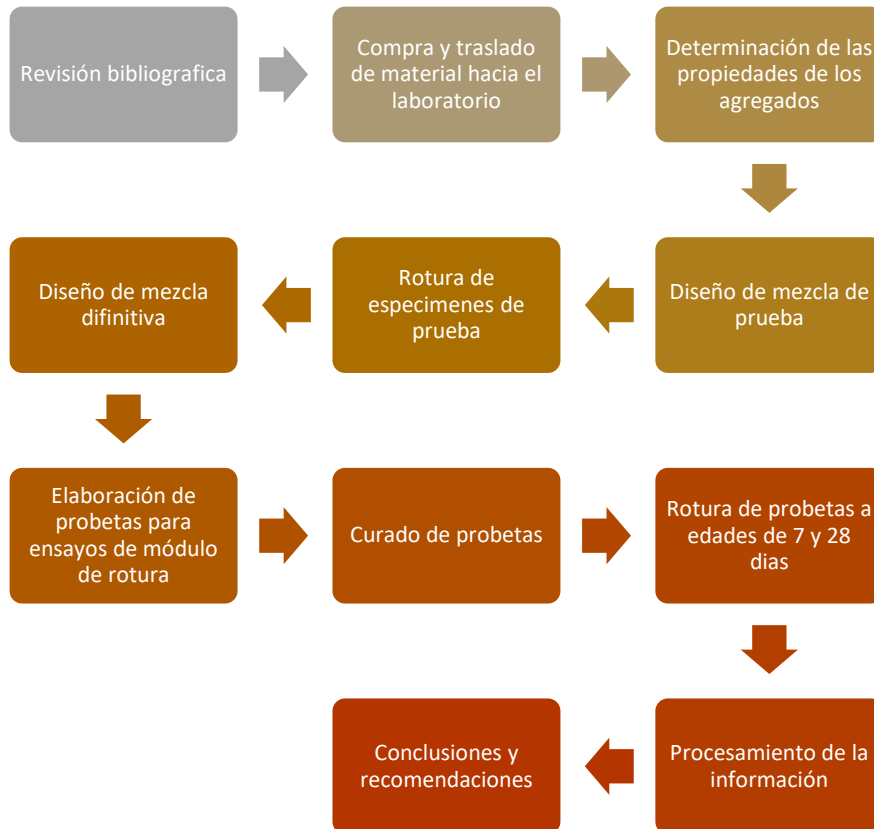 Revisión bibliografica
Compra y traslado
de material hacia el
laboratorio
Determinación de las
propiedades de los
agregados
Diseño de mezcla de
prueba
Rotura de
especimenes de
prueba
Diseño de mezcla
difinitiva
Elaboración de
probetas para
ensayos de módulo
de rotura
Curado de probetas
Rotura de probetas a
edades de 7 y 28
dias
Procesamiento de la
información
Conclusiones y
recomendaciones